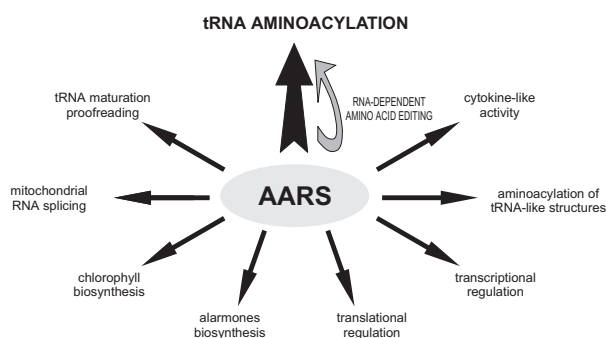 tRNA AMINOACYLATION
RNA-DEPENDENT
AMINO ACID EDITING
tRNA maturation
proofreading
cytokine-like
activity
mitochondrial
RNA splicing
AARS
aminoacylation of
tRNA-like structures
chlorophyll
biosynthesis
transcriptional
regulation
alarmones
biosynthesis
translational
regulation